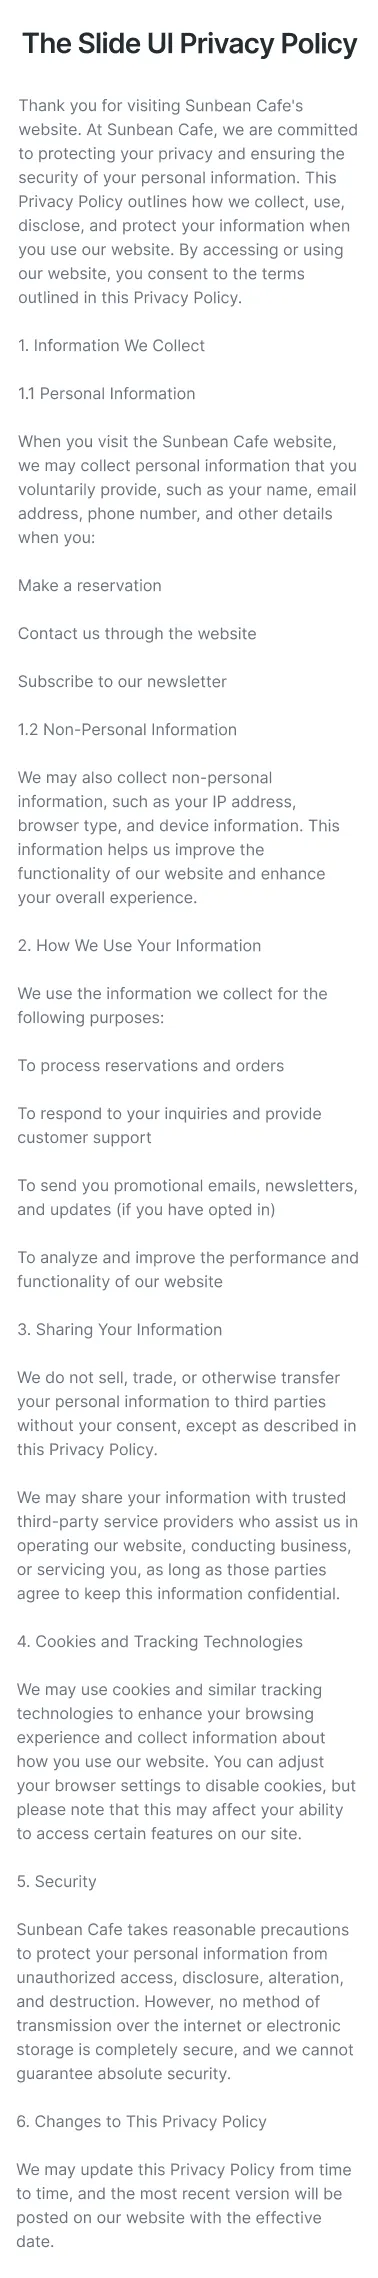 The Slide UI Privacy Policy
Thank you for visiting Sunbean Cafe's
website. At Sunbean Cafe, we are committed
to protecting your privacy and ensuring the
security of your personal information. This
Privacy Policy outlines how we collect, use,
disclose, and protect your information when
you use our website. By accessing or using
our website, you consent to the terms
outlined in this Privacy Policy.
1. Information We Collect
1.1 Personal Information
When you visit the Sunbean Cafe website,
we may collect personal information that you
voluntarily provide, such as your name, email
address, phone number, and other details
when you:
Make a reservation
Contact us through the website
Subscribe to our newsletter
1.2 Non-Personal Information
We may also collect non-personal
information, such as your IP address,
browser type, and device information. This
information helps us improve the
functionality of our website and enhance
your overall experience.
2. How We Use Your Information
We use the information we collect for the
following purposes:
To process reservations and orders
To respond to your inquiries and provide
customer support
To send you promotional emails, newsletters,
and updates (if you have opted in)
To analyze and improve the performance and
functionality of our website
3. Sharing Your Information
We do not sell, trade, or otherwise transfer
your personal information to third parties
without your consent, except as described in
this Privacy Policy.
We may share your information with trusted
third-party service providers who assist us in
operating our website, conducting business,
or servicing you, as long as those parties
agree to keep this information confidential.
4. Cookies and Tracking Technologies
We may use cookies and similar tracking
technologies to enhance your browsing
experience and collect information about
how you use our website. You can adjust
your browser settings to disable cookies, but
please note that this may affect your ability
to access certain features on our site.
5. Security
Sunbean Cafe takes reasonable precautions
to protect your personal information from
unauthorized access, disclosure, alteration,
and destruction. However, no method of
transmission over the internet or electronic
storage is completely secure, and we cannot
guarantee absolute security.
6. Changes to This Privacy Policy
We may update this Privacy Policy from time
to time, and the most recent version will be
posted on our website with the effective
date.